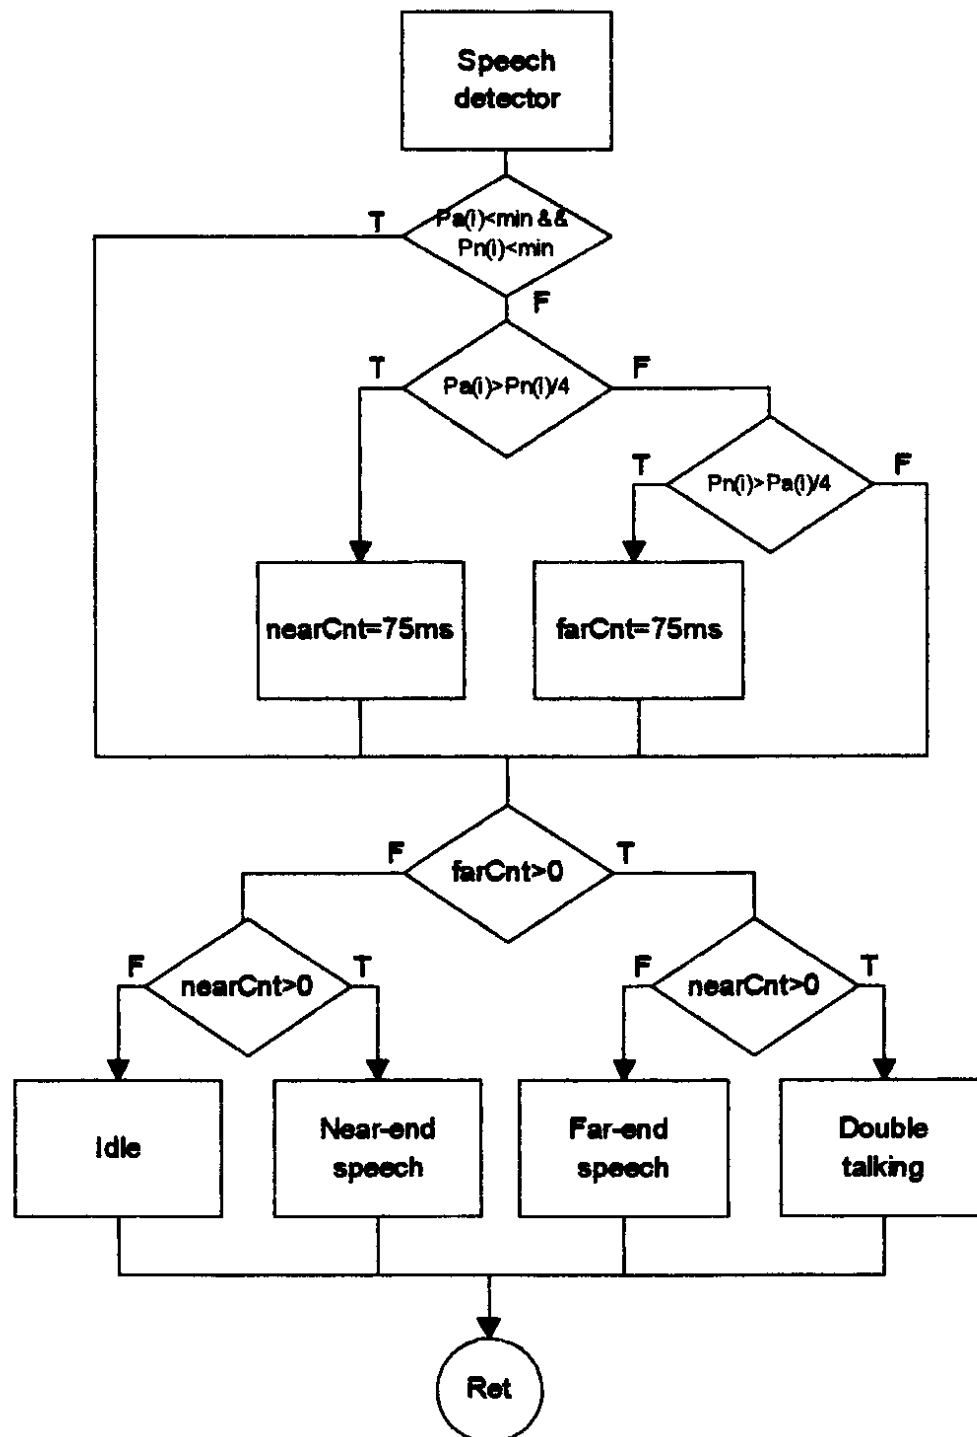 Speech
detector
T
Pa(i)<min &&
Pn(i)<min
F
T
Pa(i)>Pn(i)/4
F
T
Pn(i)>Pa(i)/4
F
nearCnt=75ms
farCnt=75ms
F
farCnt>0
T
F
nearCnt>0
T
F
nearCnt>0
T
Idle
Near-end
speech
Far-end
speech
Double
talking
Ret